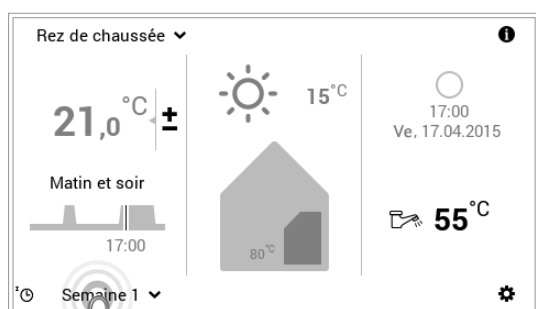 Rez de chaussée
21,0 °C ±
15°C
17:00
Ve, 17.04.2015
Matin et soir
17:00
80°C
55°C
Semaine 1